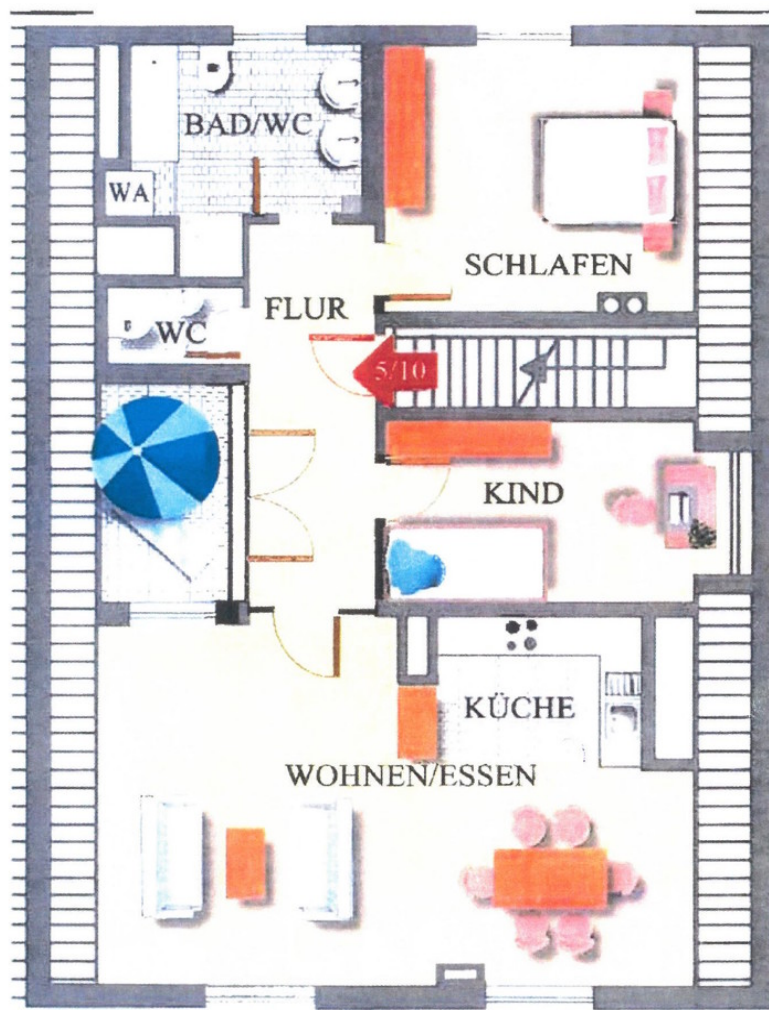 BAD/WC
WA
SCHLAFEN
FLUR
WC
5/10
KIND
KÜCHE
WOHNEN/ESSEN